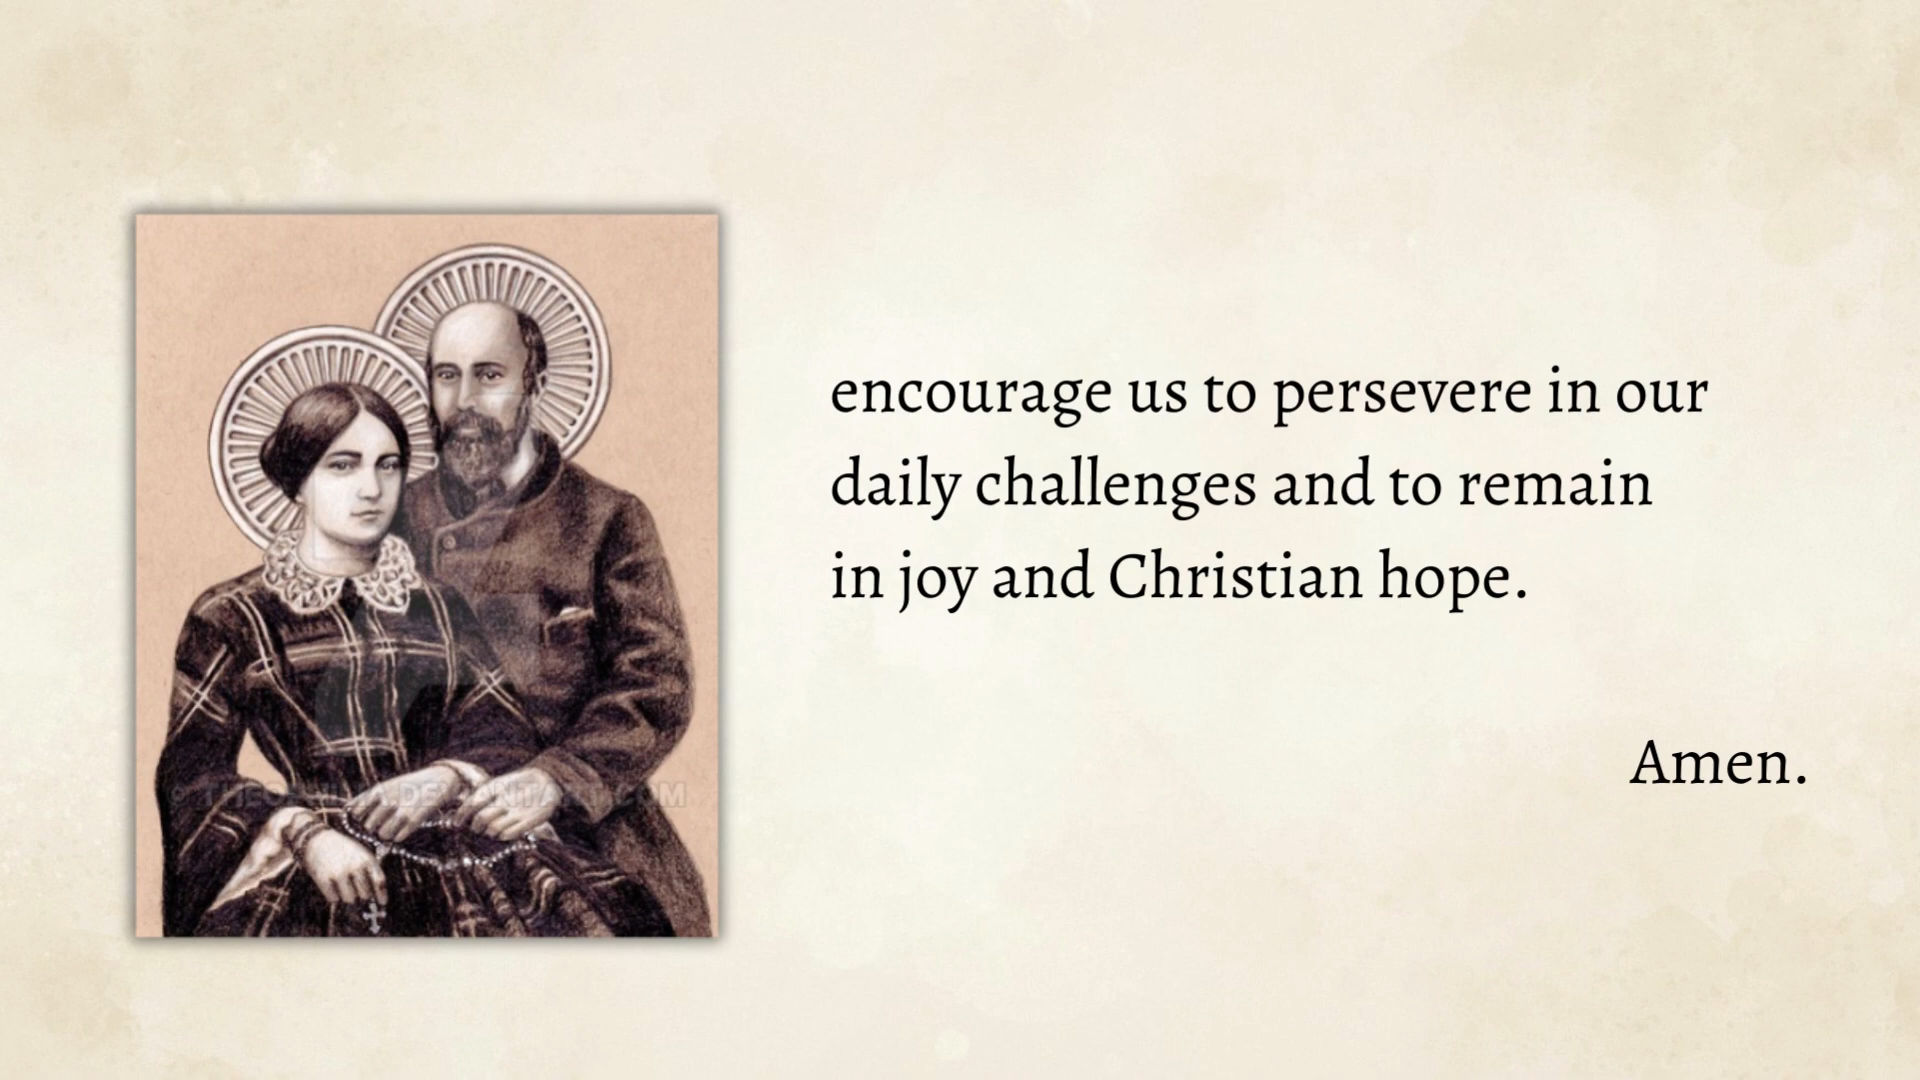 encourage us to persevere in our
daily challenges and to remain
in joy and Christian hope.
Amen.